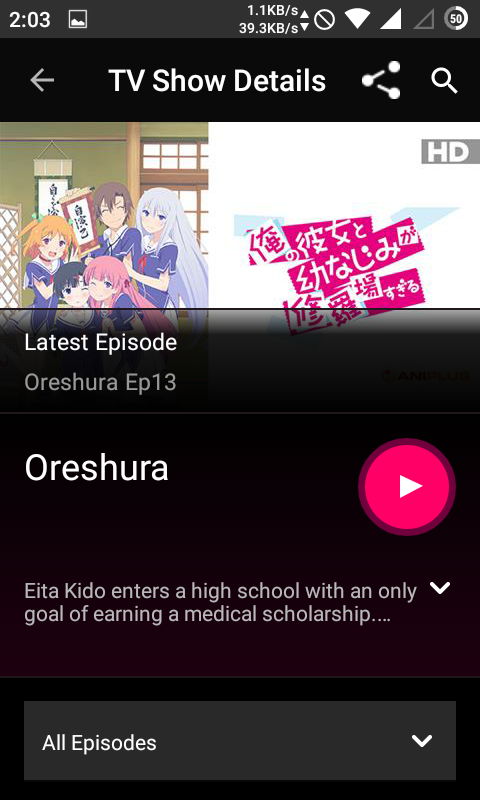 2:03
1.1KB/s
39.3KB/s
50
TV Show Details
HD
俺の彼女と
幼なじみが
修羅場すぎる
ANIPLUS
Latest Episode
Oreshura Ep13
Oreshura
Eita Kido enters a high school with an only
goal of earning a medical scholarship....
All Episodes